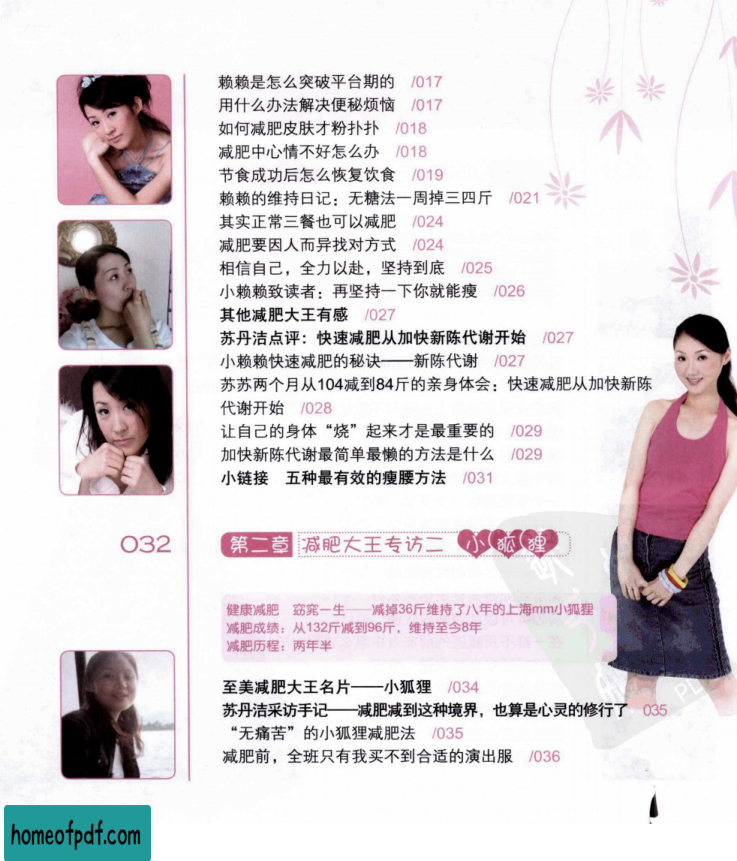 赖赖是怎么突破平台期的 /017
用什么办法解决便秘烦恼 /017
如何减肥皮肤才粉扑扑 /018
减肥中心情不好怎么办 /018
节食成功后怎么恢复饮食 /019
赖赖的维持日记：无糖法一周掉三四斤 /021
其实正常三餐也可以减肥 /024
减肥要因人而异找对方式 /024
相信自己，全力以赴，坚持到底 /025
小赖赖致读者：再坚持一下你就能瘦 /026
其他减肥大王有感 /027
苏丹洁点评：快速减肥从加快新陈代谢开始 /027
小赖赖快速减肥的秘诀——新陈代谢 /027
苏苏两个月从104减到84斤的亲身体会：快速减肥从加快新陈
代谢开始 /028
让自己的身体“烧”起来才是最重要的 /029
加快新陈代谢最简单最懒的方法是什么 /029
小链接 五种最有效的瘦腰方法 /031
032 第二章 减肥大王专访二 小狐狸
健康减肥 窈窕一生——减掉36斤维持了八年的上海mm小狐狸
减肥成绩：从132斤减到96斤，维持至今8年
减肥历程：两年半
至美减肥大王名片——小狐狸 /034
苏丹洁采访手记——减肥减到这种境界，也算是心灵的修行了 035
“无痛苦”的小狐狸减肥法 /035
减肥前，全班只有我买不到合适的演出服 /036
homeofpdf.com